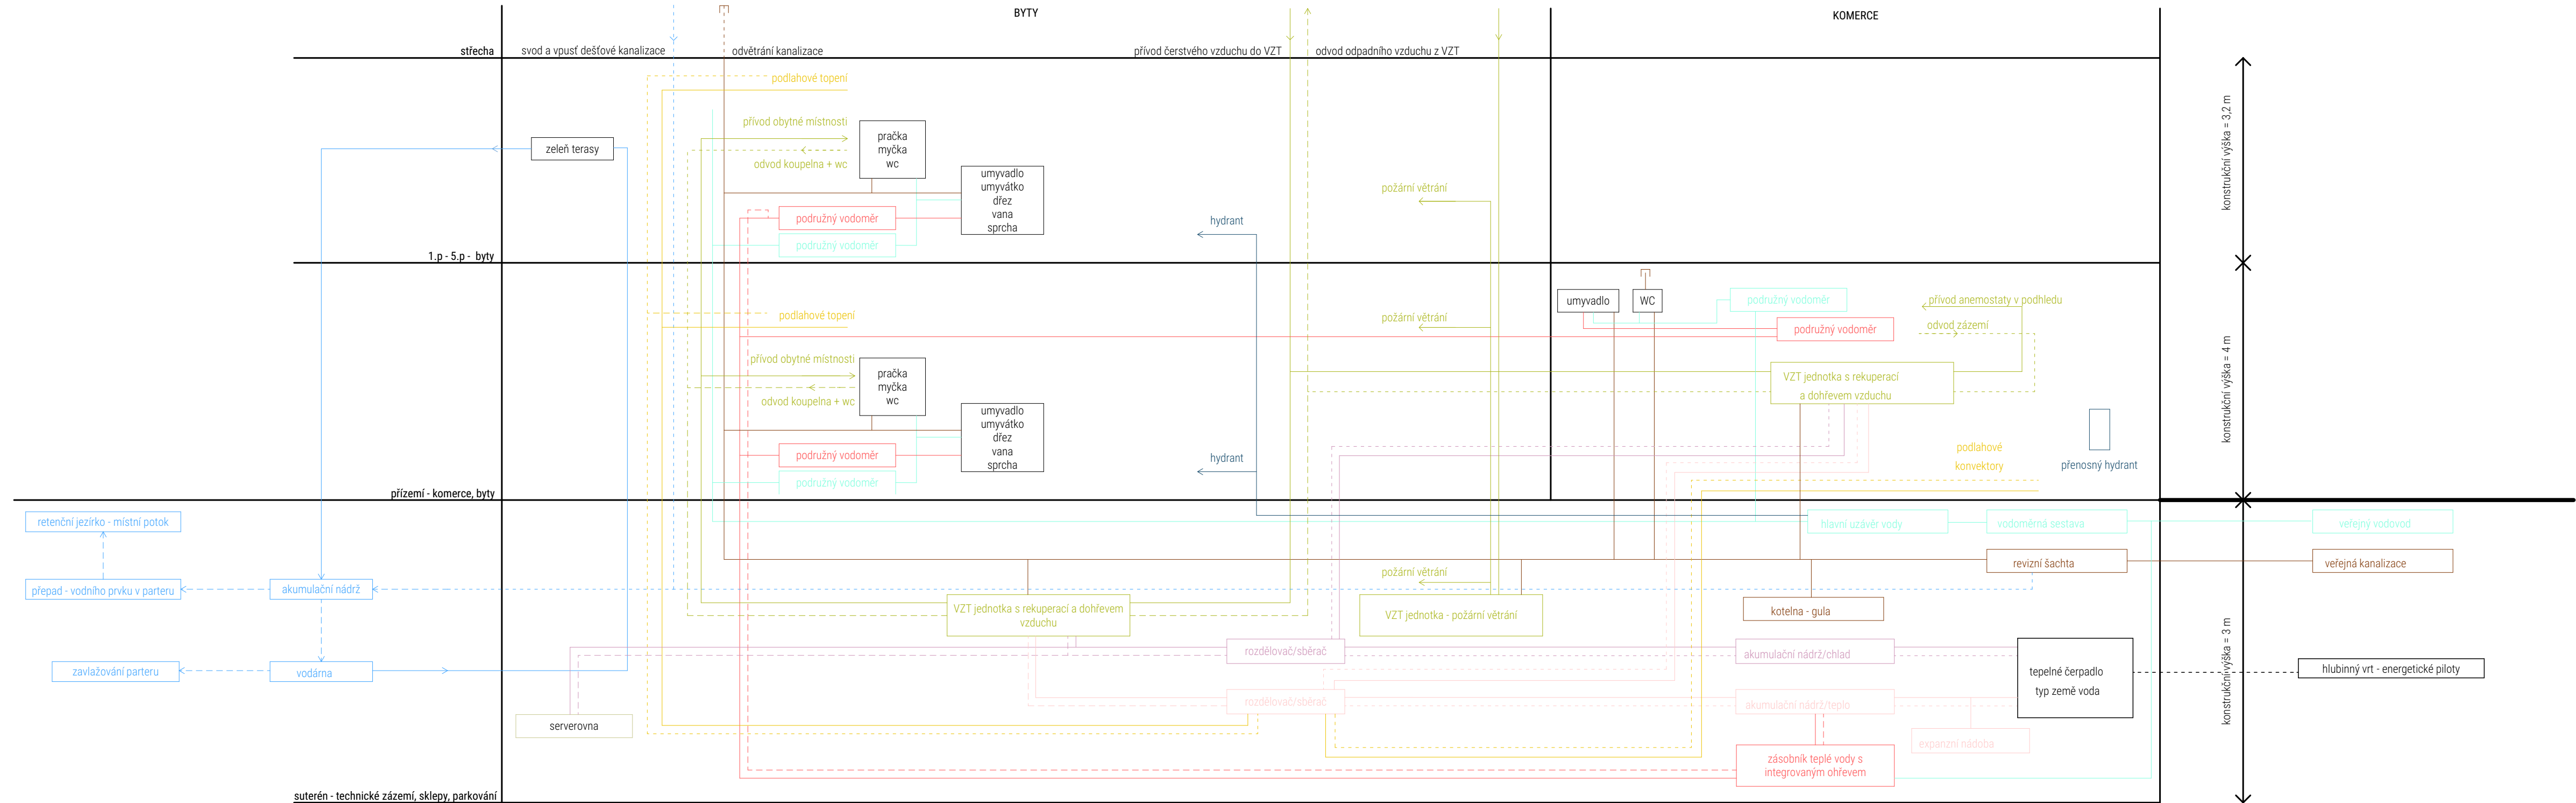 BYTY
KOMERCE
střecha
svod a vpusť dešťové kanalizace
odvětrání kanalizace
přívod čerstvého vzduchu do VZT
odvod odpadního vzduchu z VZT
podlahové topení
přívod obytné místnosti
odvod koupelna + wc
pračka
myčka
wc
zeleň terasy
umyvadlo
umyvátko
dřez
vana
sprcha
podružný vodoměr
podružný vodoměr
hydrant
požární větrání
konstrukční výška = 3,2 m
1.p - 5.p - byty
podlahové topení
přívod obytné místnosti
odvod koupelna + wc
pračka
myčka
wc
umyvadlo
umyvátko
dřez
vana
sprcha
podružný vodoměr
podružný vodoměr
hydrant
požární větrání
umyvadlo
WC
podružný vodoměr
podružný vodoměr
přívod anemostaty v podhledu
odvod zázemí
VZT jednotka s rekuperací
a dohřevem vzduchu
podlahové
konvektory
přenosný hydrant
konstrukční výška = 4 m
přízemí - komerce, byty
retenční jezírko - místní potok
přepad - vodního prvku v parteru
akumulační nádrž
zavlažování parteru
vodárna
hlavní uzávěr vody
vodoměrná sestava
veřejný vodovod
revizní šachta
veřejná kanalizace
požární větrání
VZT jednotka s rekuperací a dohřevem
vzduchu
VZT jednotka - požární větrání
kotelna - gula
rozdělovač/sběrač
akumulační nádrž/chlad
tepelné čerpadlo
typ země voda
hlubinný vrt - energetické piloty
rozdělovač/sběrač
akumulační nádrž/teplo
serverovna
expanzní nádoba
zásobník teplé vody s
integrovaným ohřevem
konstrukční výška = 3 m
suterén - technické zázemí, sklepy, parkování